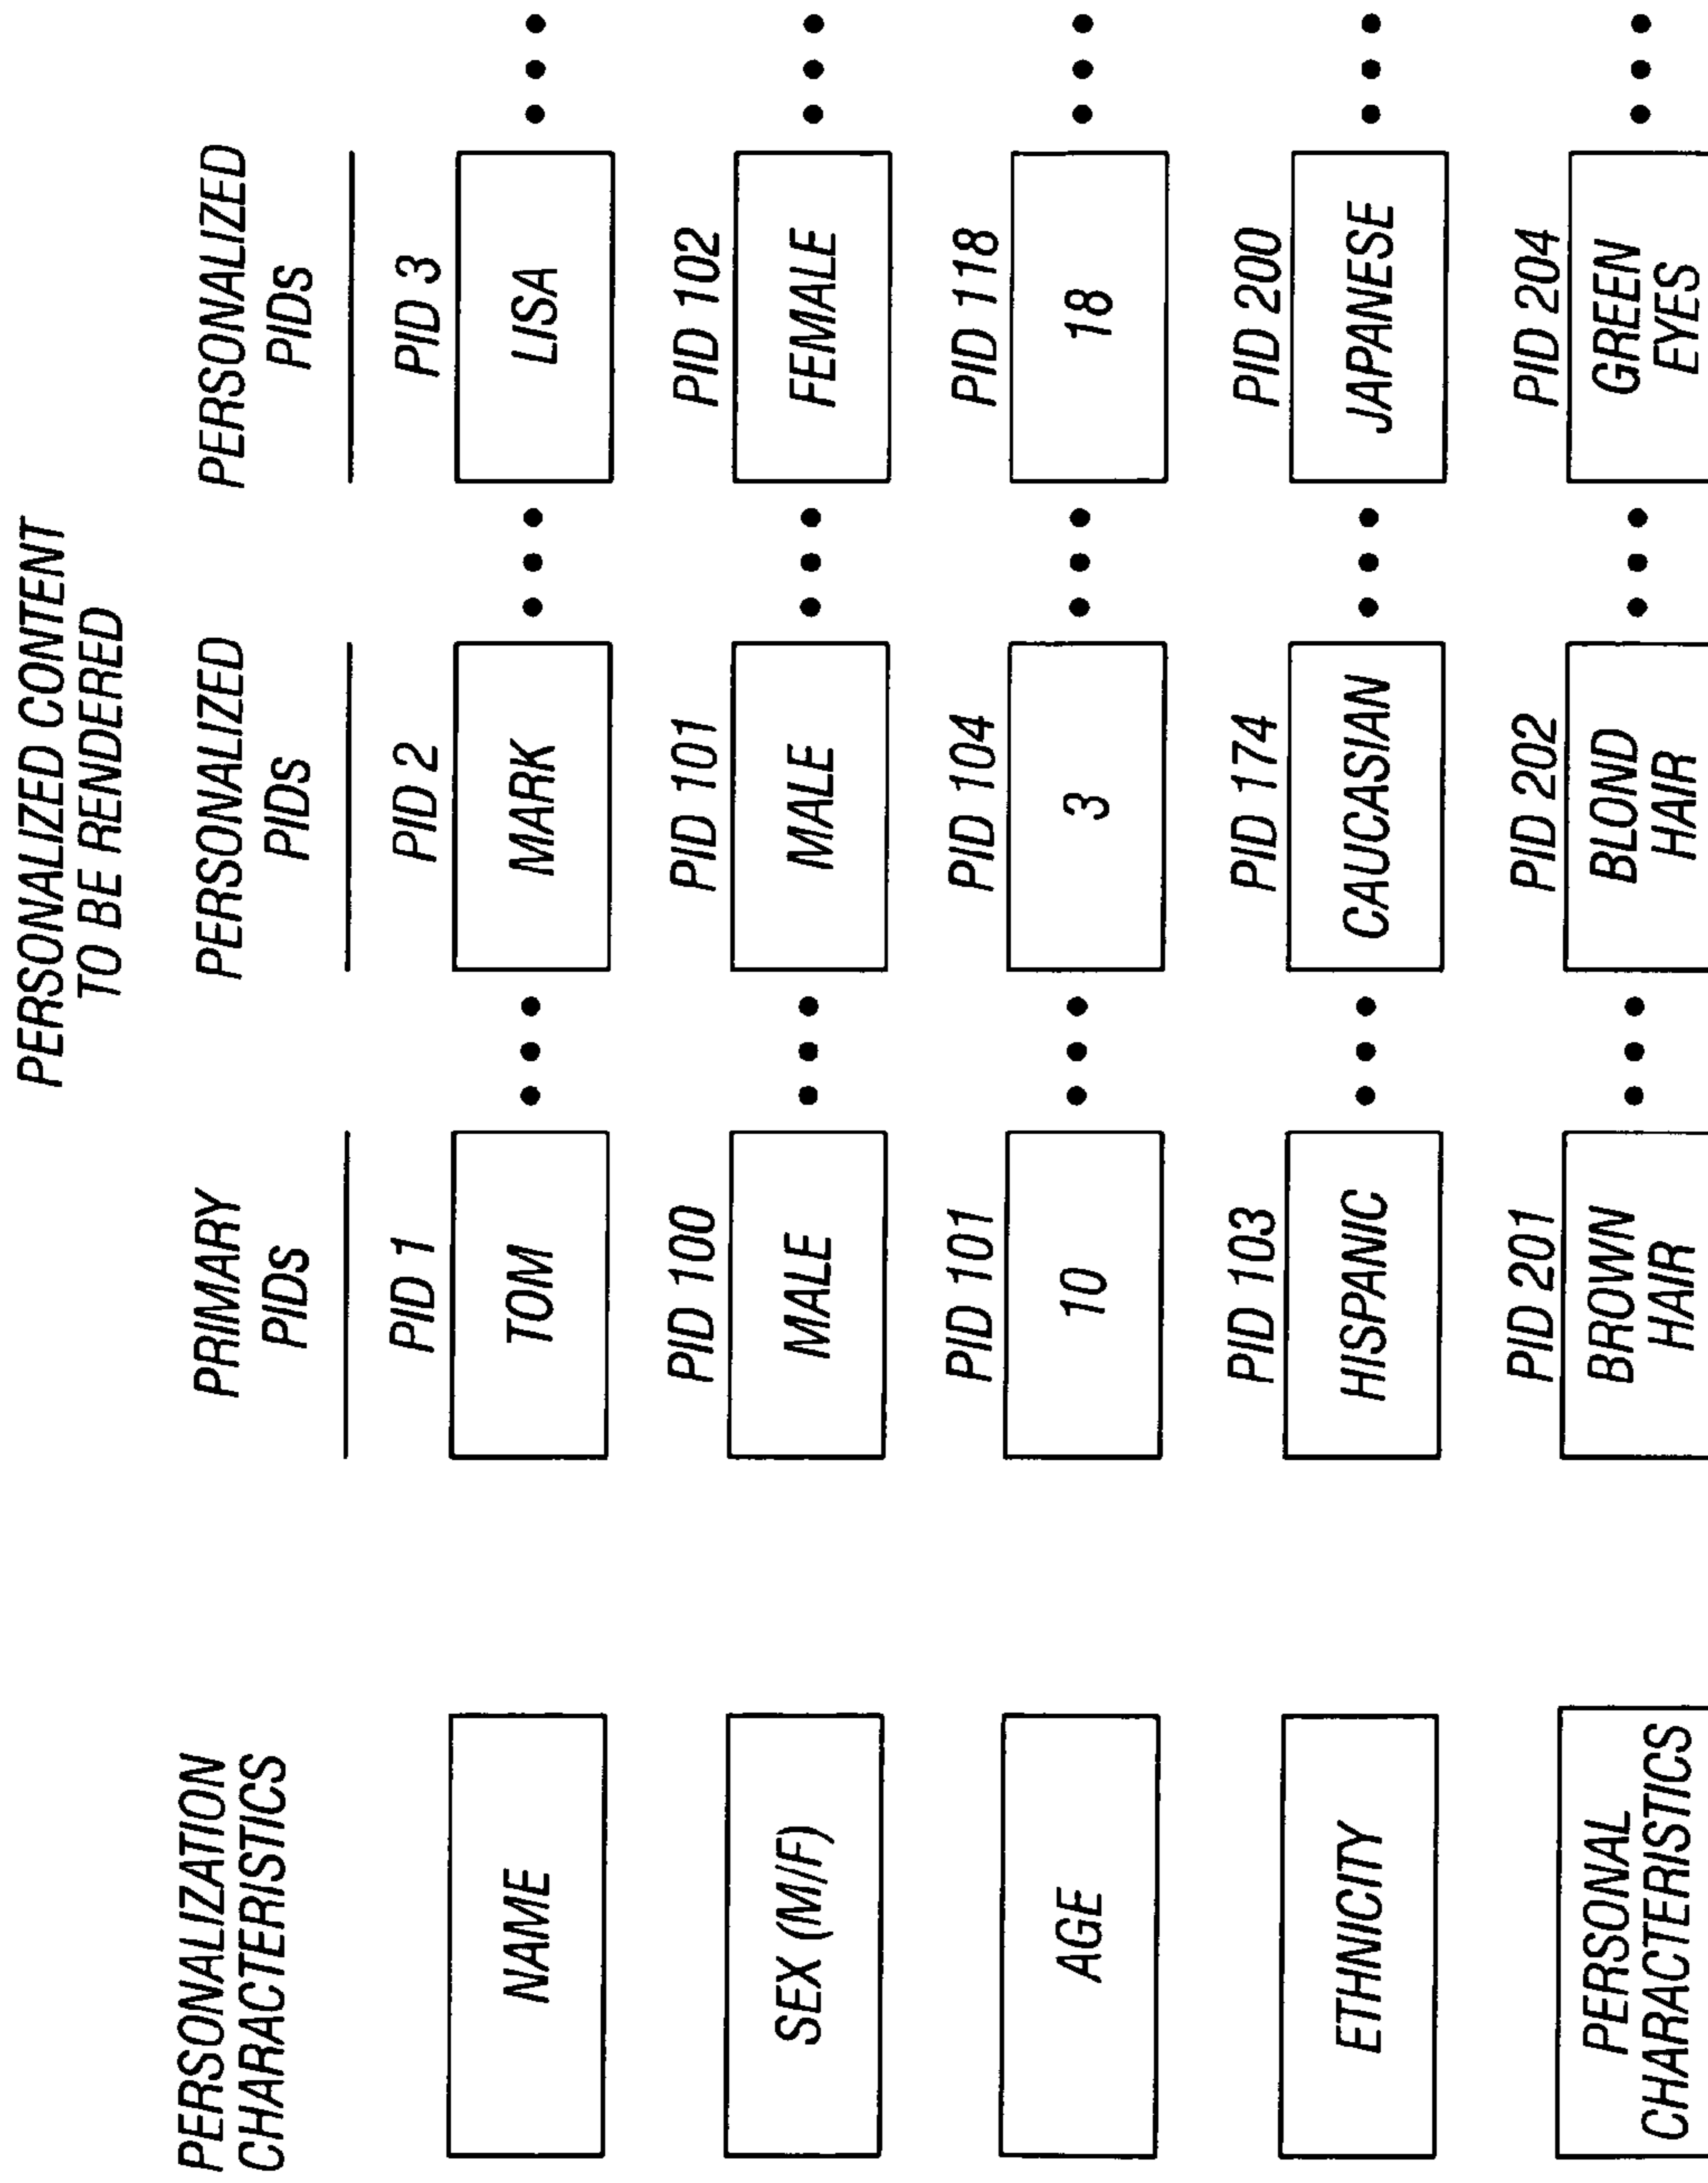 PERSONALIZED CONTENT
TO BE RENDERED
PERSONALIZATION
CHARACTERISTICS
PRIMARY
PIDs
PERSONALIZED
PIDs
PERSONALIZED
PIDs
NAME
PID 1
TOM
PID 2
MARK
PID 3
LISA
SEX (M/F)
PID 100
MALE
PID 101
MALE
PID 102
FEMALE
AGE
PID 101
10
PID 104
3
PID 118
18
ETHNICITY
PID 103
HISPANIC
PID 174
CAUCASIAN
PID 200
JAPANESE
PERSONAL
CHARACTERISTICS
PID 201
BROWN
HAIR
PID 202
BLOND
HAIR
PID 204
GREEN
EYES